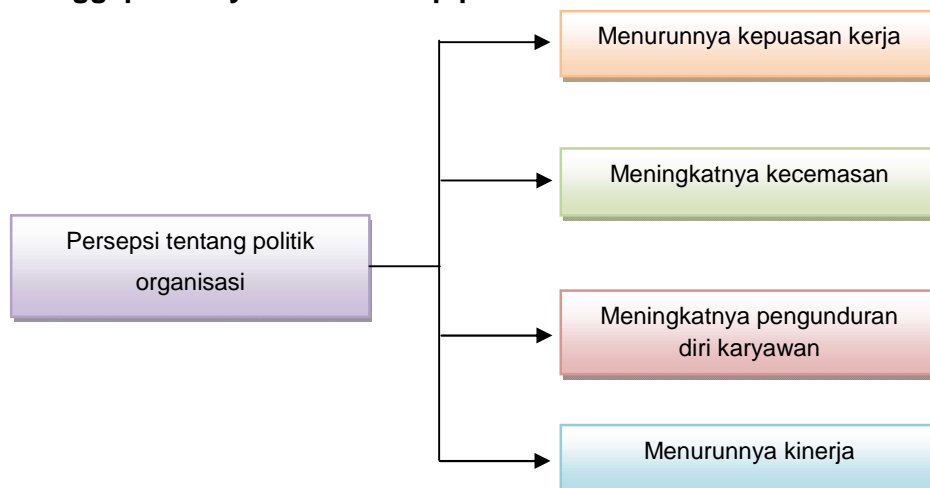 Menurunnya kepuasan kerja
Meningkatnya kecemasan
Persepsi tentang politik
organisasi
Meningkatnya pengunduran
diri karyawan
Menurunnya kinerja